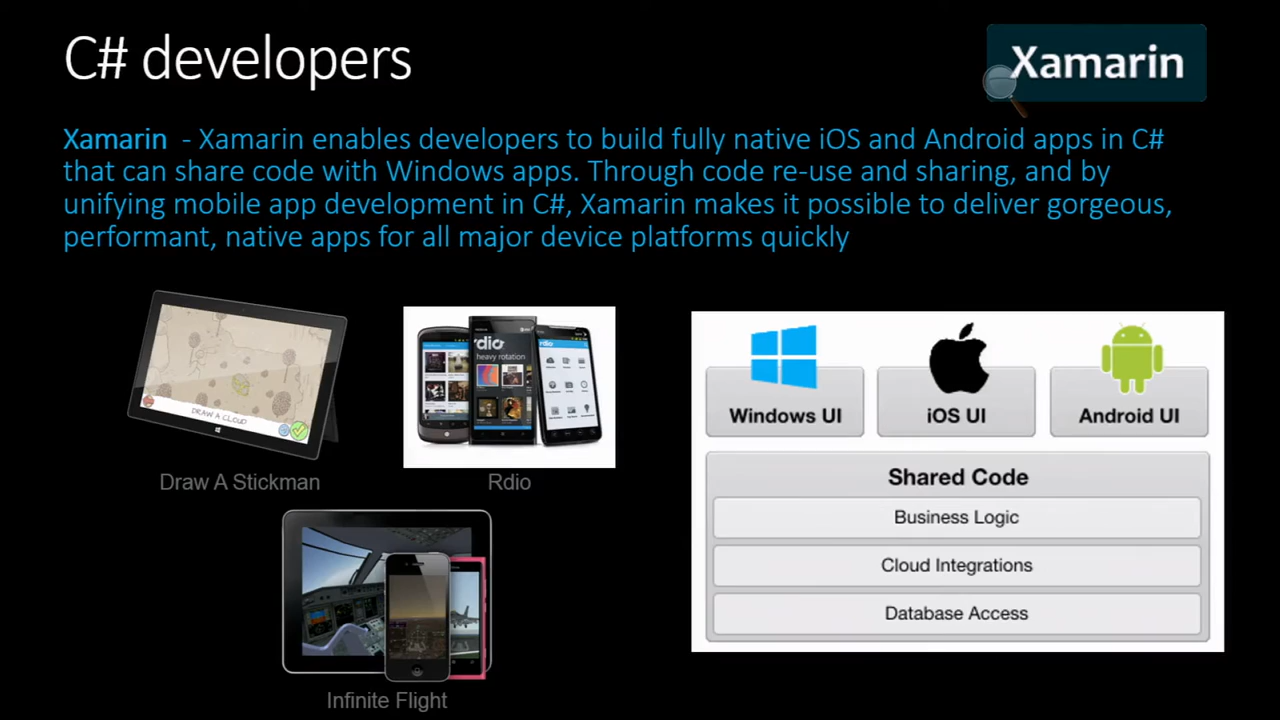 C# developers
Xamarin
Xamarin - Xamarin enables developers to build fully native iOS and Android apps in C#
that can share code with Windows apps. Through code re-use and sharing, and by
unifying mobile app development in C#, Xamarin makes it possible to deliver gorgeous,
performant, native apps for all major device platforms quickly
DRAW A CLOUD
rdio
heavy rotation
rdio
Draw A Stickman
Rdio
Infinite Flight
Windows UI
iOS UI
Android UI
Shared Code
Business Logic
Cloud Integrations
Database Access